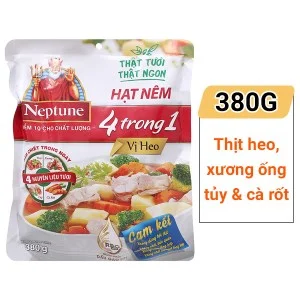 THẬT TƯƠI
THẬT NGON
Neptune
HẠT NÊM
4 trong 1
Vị Heo
4 NGUYÊN LIỆU TƯƠI
Cam kết
380g
380G
Thịt heo,
xương ống
tủy & cà rốt